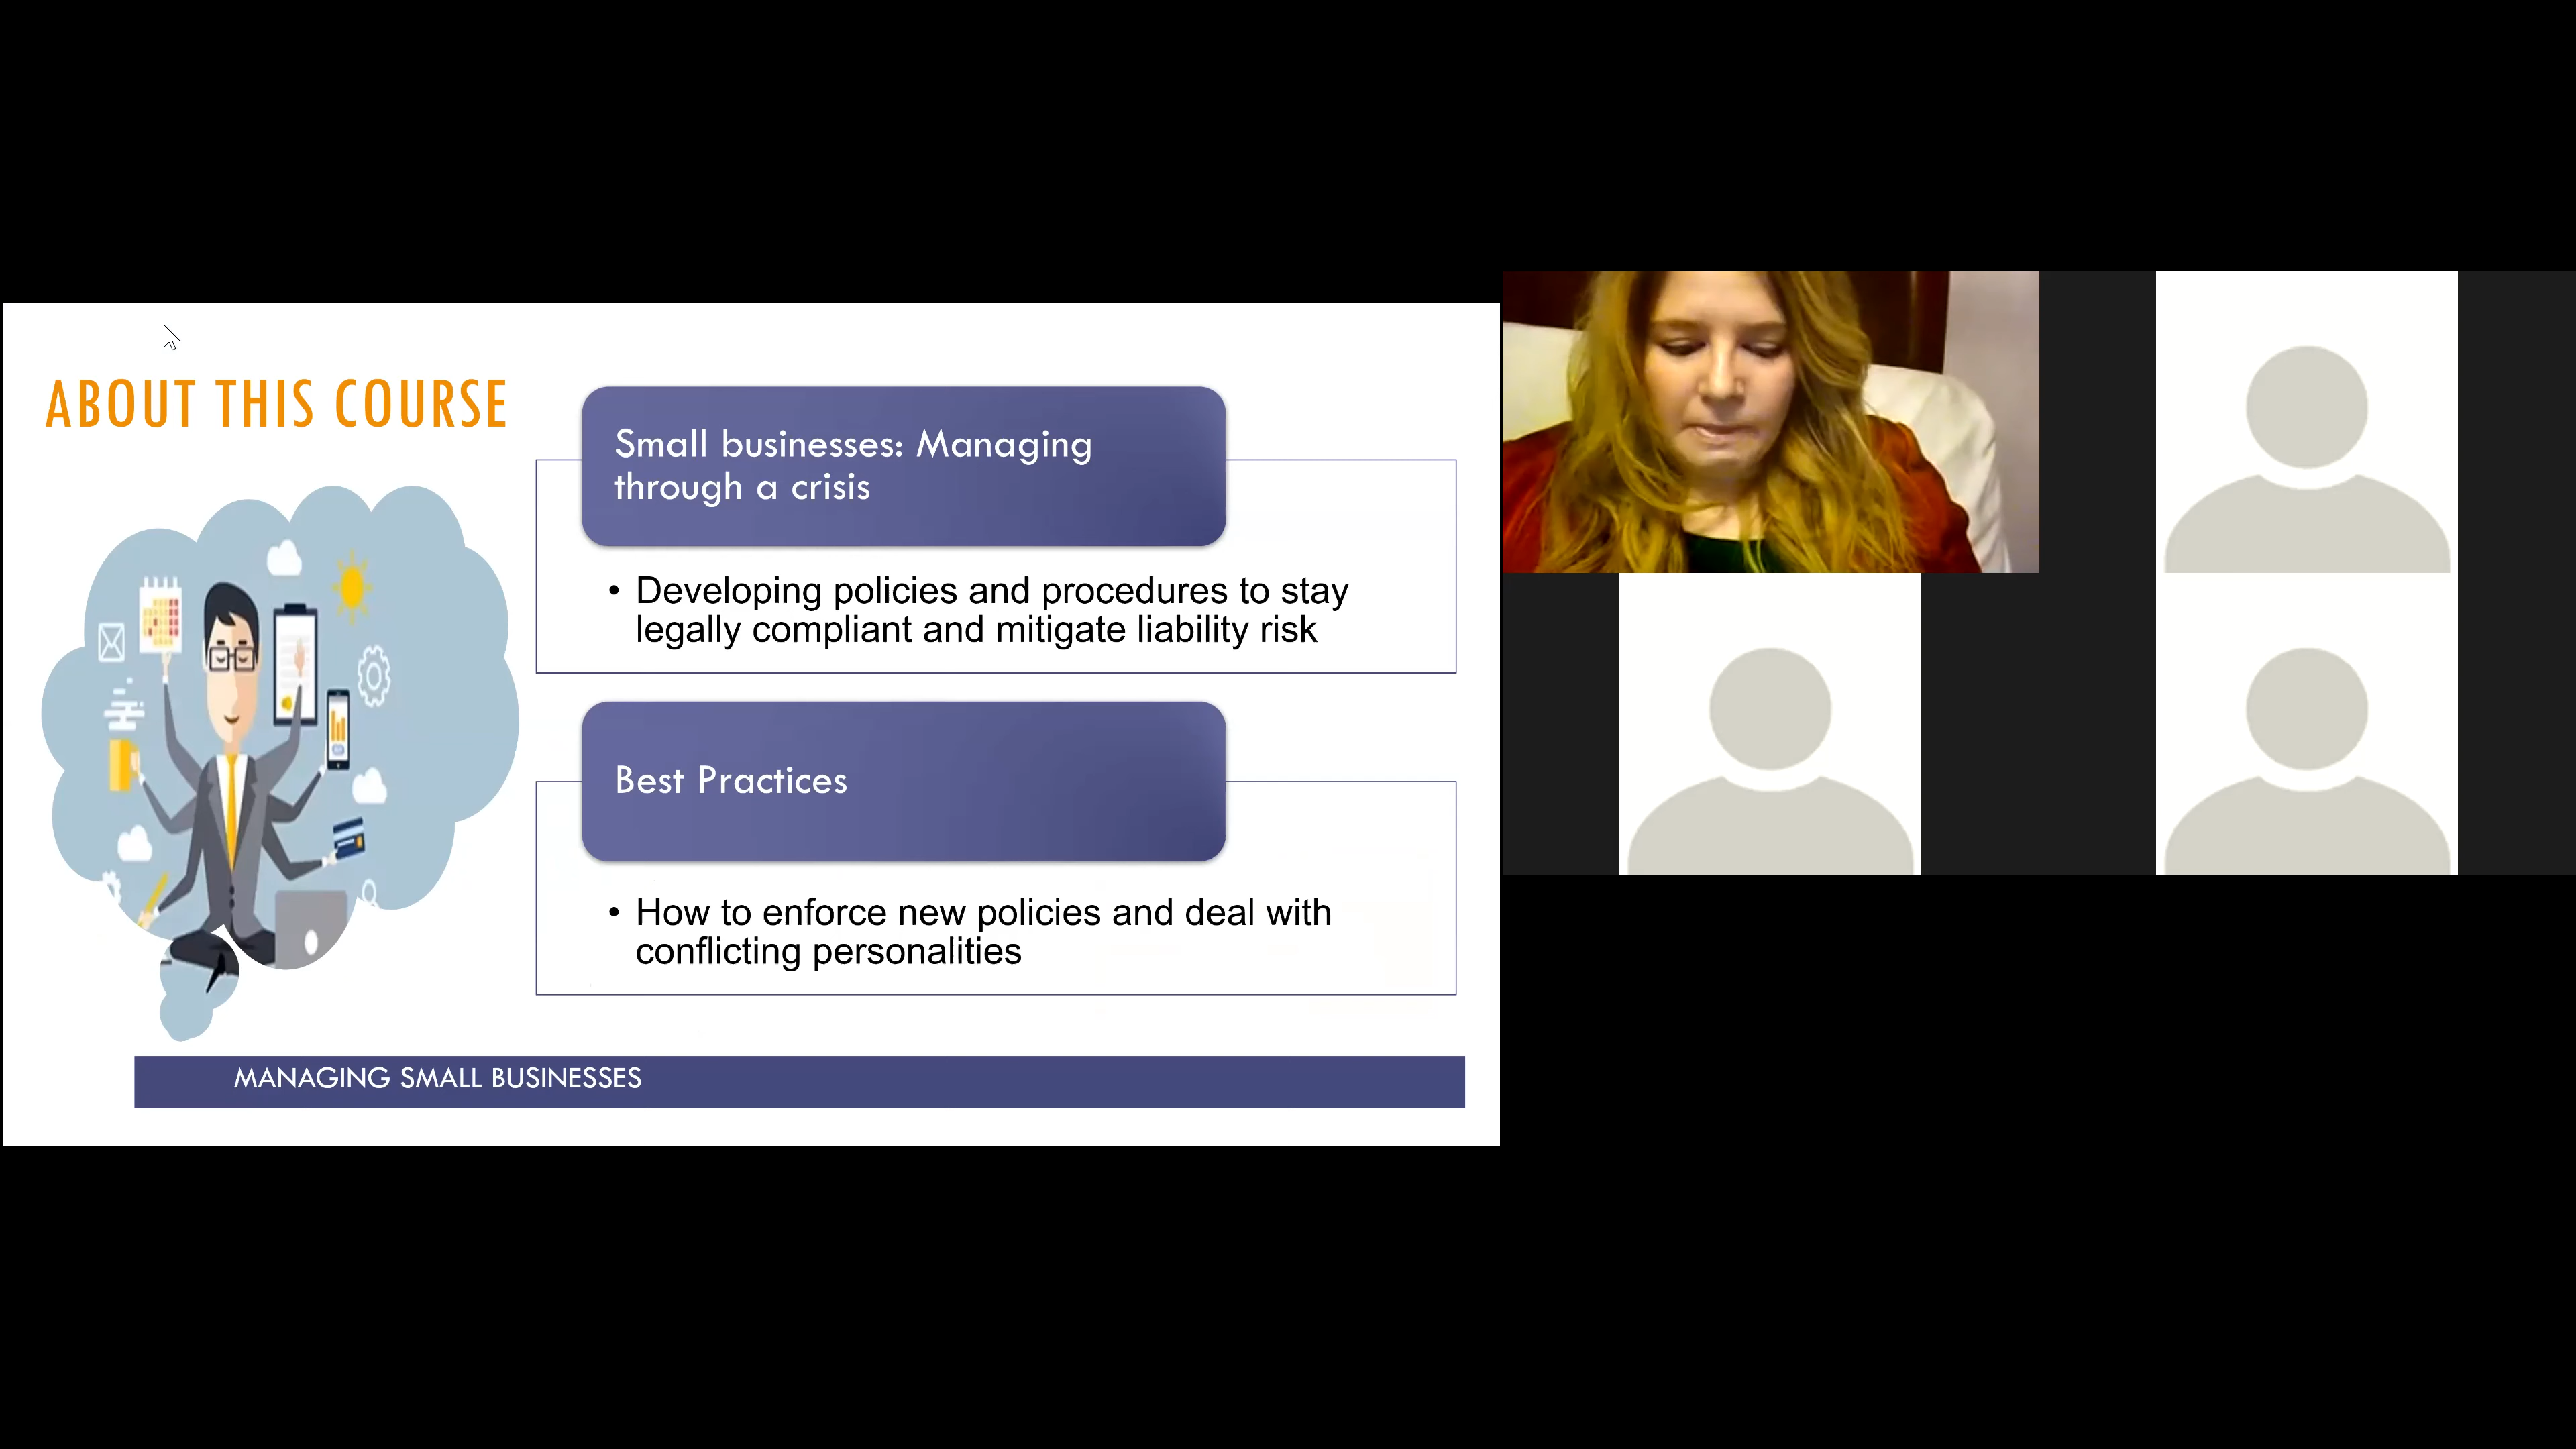 ABOUT THIS COURSE
Small businesses: Managing
through a crisis
• Developing policies and procedures to stay
legally compliant and mitigate liability risk
Best Practices
• How to enforce new policies and deal with
conflicting personalities
MANAGING SMALL BUSINESSES